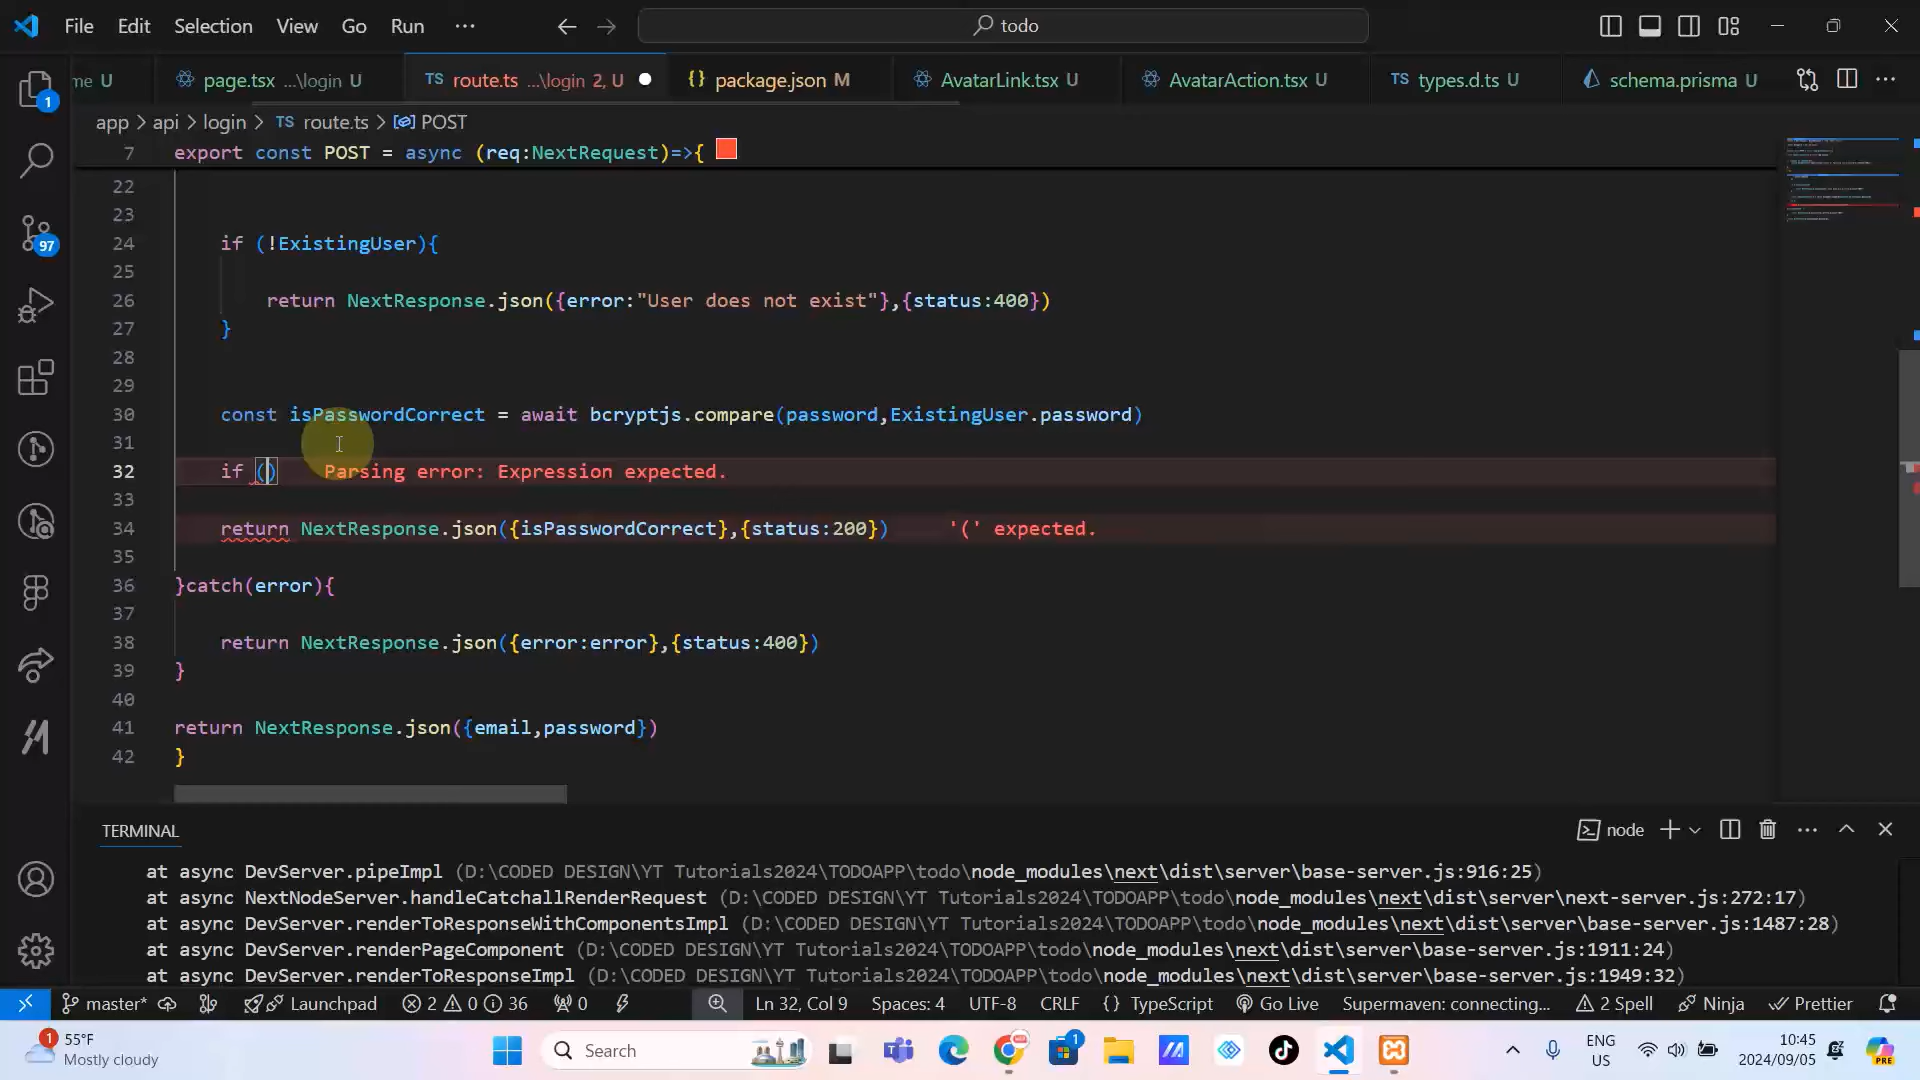 File Edit Selection View Go Run ··· todo
me U page.tsx ...\login U route.ts ...\login 2, U package.json M AvatarLink.tsx U AvatarAction.tsx U types.d.ts U schema.prisma U
app > api > login > TS route.ts > POST
7 export const POST = async (req:NextRequest)=>{
22
23
24 if (!ExistingUser){
25
26 return NextResponse.json({error:"User does not exist"},{status:400})
27 }
28
29
30 const isPasswordCorrect = await bcryptjs.compare(password,ExistingUser.password)
31
32 if () Parsing error: Expression expected.
33
34 return NextResponse.json({isPasswordCorrect},{status:200}) '(' expected.
35
36 }catch(error){
37
38 return NextResponse.json({error:error},{status:400})
39 }
40
41 return NextResponse.json({email,password})
42 }
TERMINAL node
at async DevServer.pipeImpl (D:\CODED DESIGN\YT Tutorials2024\TODOAPP\todo\node_modules\next\dist\server\base-server.js:916:25)
at async NextNodeServer.handleCatchallRenderRequest (D:\CODED DESIGN\YT Tutorials2024\TODOAPP\todo\node_modules\next\dist\server\next-server.js:272:17)
at async DevServer.renderToResponseWithComponentsImpl (D:\CODED DESIGN\YT Tutorials2024\TODOAPP\todo\node_modules\next\dist\server\base-server.js:1487:28)
at async DevServer.renderPageComponent (D:\CODED DESIGN\YT Tutorials2024\TODOAPP\todo\node_modules\next\dist\server\base-server.js:1911:24)
at async DevServer.renderToResponseImpl (D:\CODED DESIGN\YT Tutorials2024\TODOAPP\todo\node_modules\next\dist\server\base-server.js:1949:32)
master* Launchpad 2 0 36 0 Ln 32, Col 9 Spaces: 4 UTF-8 CRLF {} TypeScript Go Live Supermaven: connecting... 2 Spell Ninja Prettier
55°F Mostly cloudy Search ENG US 10:45 2024/09/05